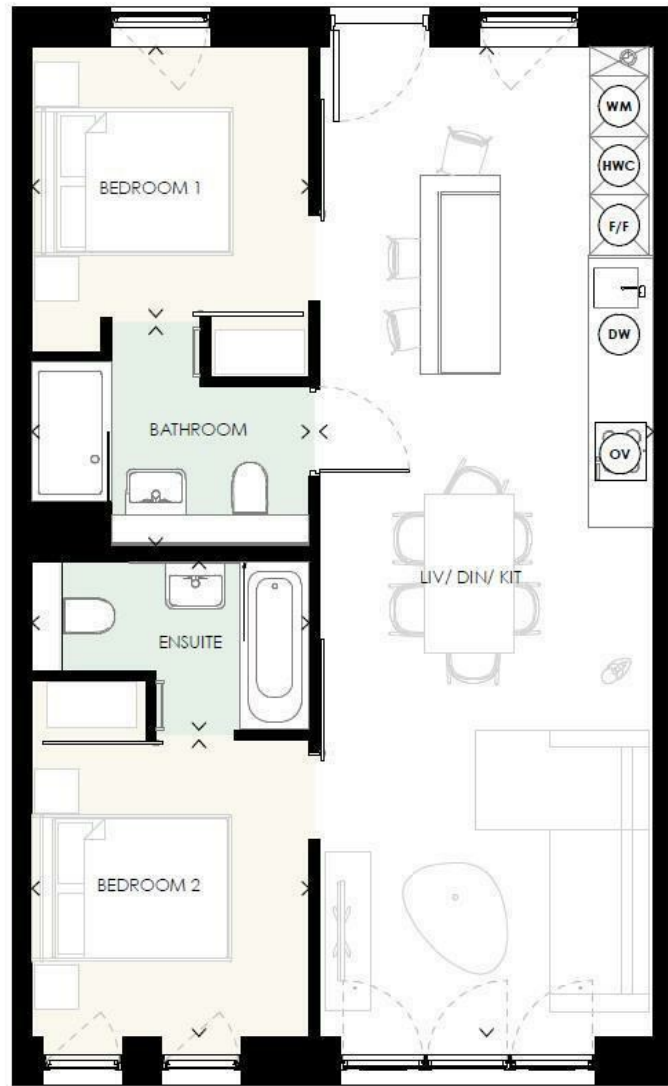 WM
HWC
F/F
DW
OV
BEDROOM 1
BATHROOM
LIV/ DIN/ KIT
ENSUITE
BEDROOM 2